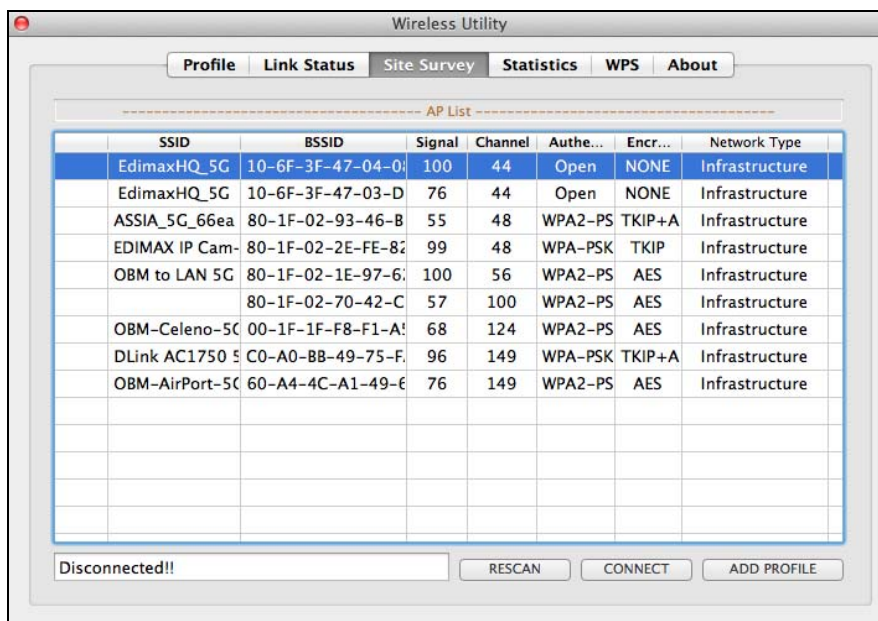 Wireless Utility
Profile Link Status Site Survey Statistics WPS About
AP List
SSID BSSID Signal Channel Authe... Encr... Network Type
EdimaxHQ_5G 10-6F-3F-47-04-0 100 44 Open NONE Infrastructure
EdimaxHQ_5G 10-6F-3F-47-03-D 76 44 Open NONE Infrastructure
ASSIA_5G_66ea 80-1F-02-93-46-B 55 48 WPA2-PS TKIP+A Infrastructure
EDIMAX IP Cam- 80-1F-02-2E-FE-82 99 48 WPA-PSK TKIP Infrastructure
OBM to LAN 5G 80-1F-02-1E-97-6 100 56 WPA2-PS AES Infrastructure
80-1F-02-70-42-C 57 100 WPA2-PS AES Infrastructure
OBM-Celeno-5 00-1F-1F-F8-F1-A 68 124 WPA2-PS AES Infrastructure
DLink AC1750 5 C0-A0-BB-49-75-F 96 149 WPA-PSK TKIP+A Infrastructure
OBM-AirPort-5 60-A4-4C-A1-49-6 76 149 WPA2-PS AES Infrastructure
Disconnected!! RESCAN CONNECT ADD PROFILE